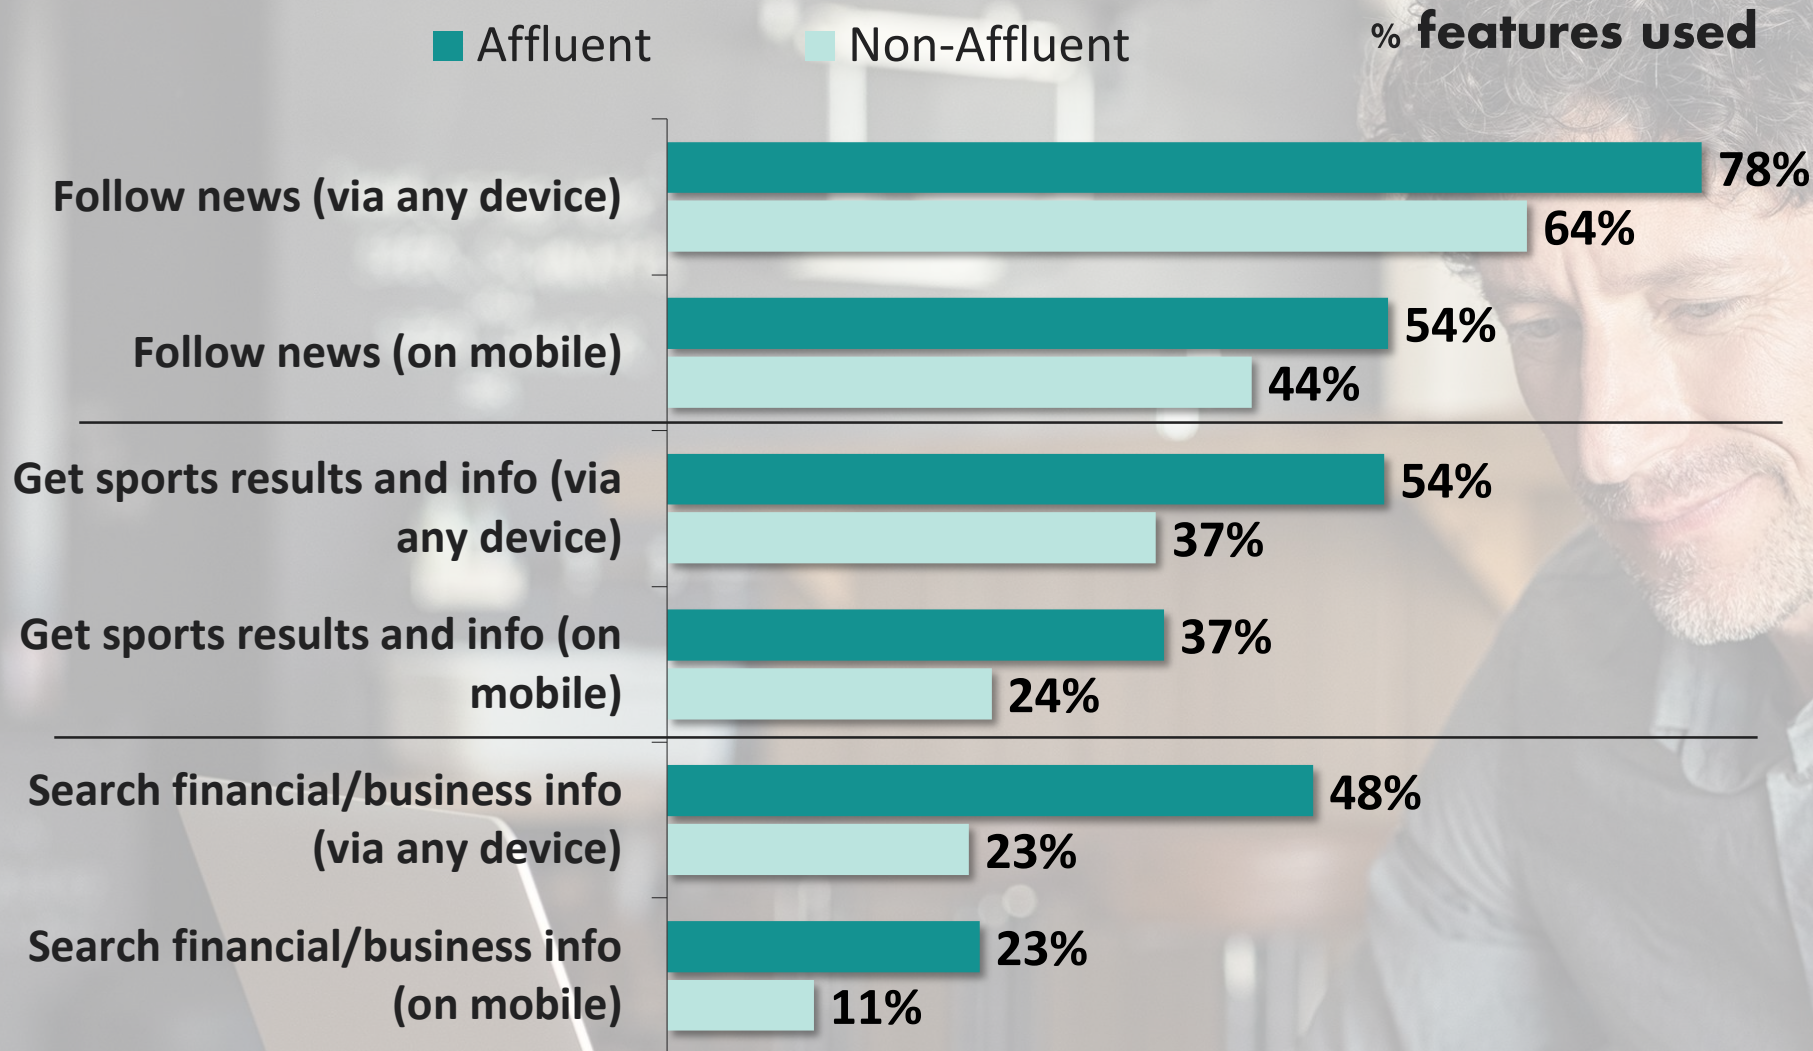 Affluent
Non-Affluent
% features used
Follow news (via any device)
78%
64%
Follow news (on mobile)
54%
44%
Get sports results and info (via
any device)
54%
37%
Get sports results and info (on
mobile)
37%
24%
Search financial/business info
(via any device)
48%
23%
Search financial/business info
(on mobile)
23%
11%